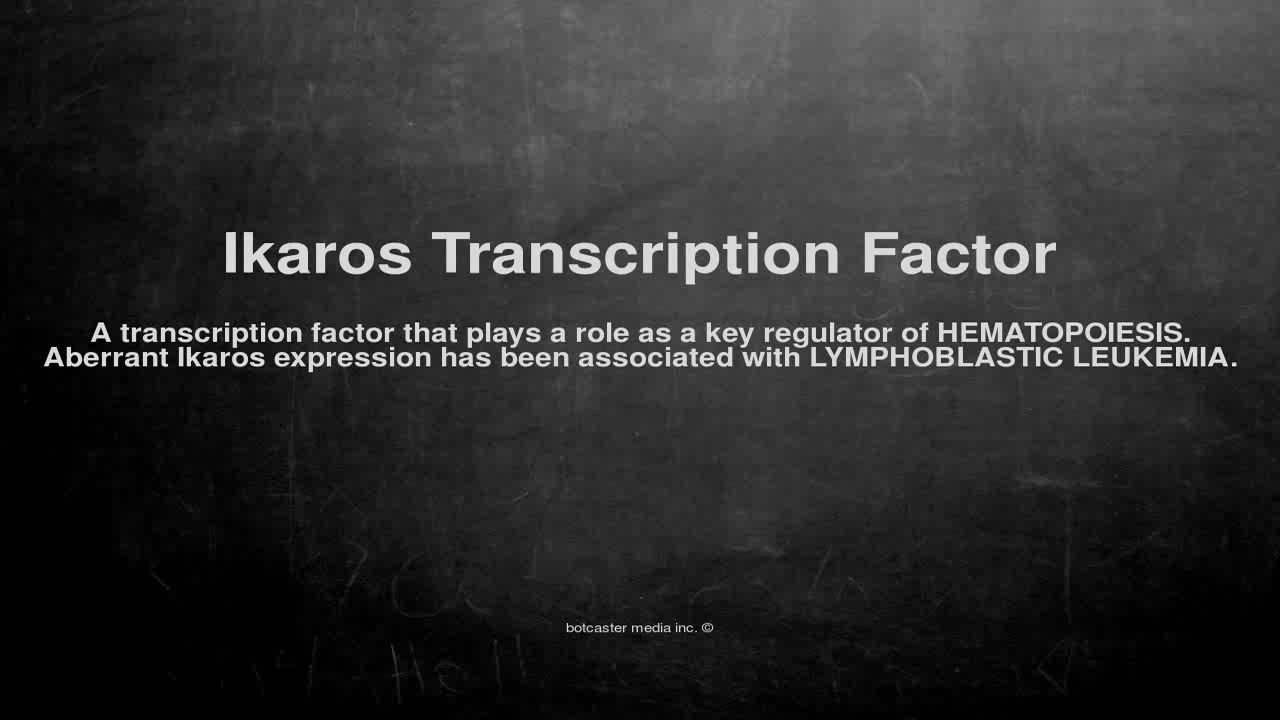 Ikaros Transcription Factor
A transcription factor that plays a role as a key regulator of HEMATOPOIESIS.
Aberrant Ikaros expression has been associated with LYMPHOBLASTIC LEUKEMIA.
botcaster media inc. ©